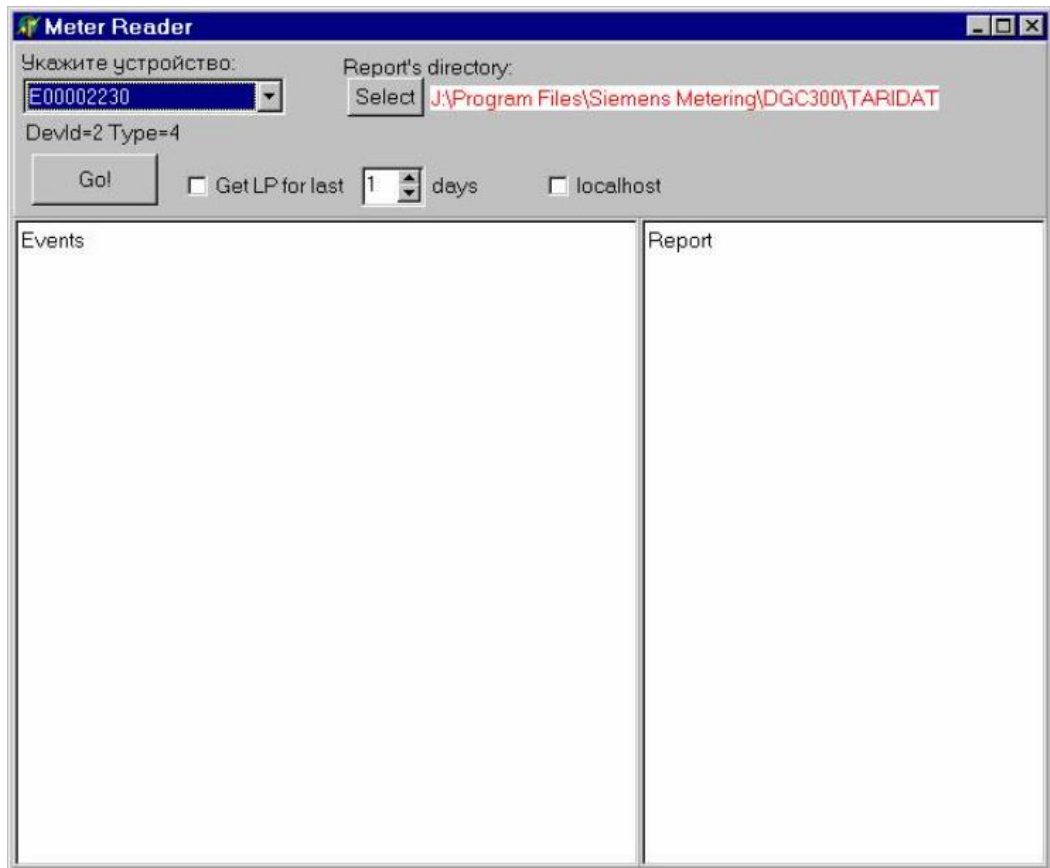 Meter Reader
Укажите устройство:
E00002230
DevId=2 Type=4
Report's directory:
Select
J:\Program Files\Siemens Metering\DGC300\TARIDAT
Go!
Get LP for last 1 days
localhost
Events
Report